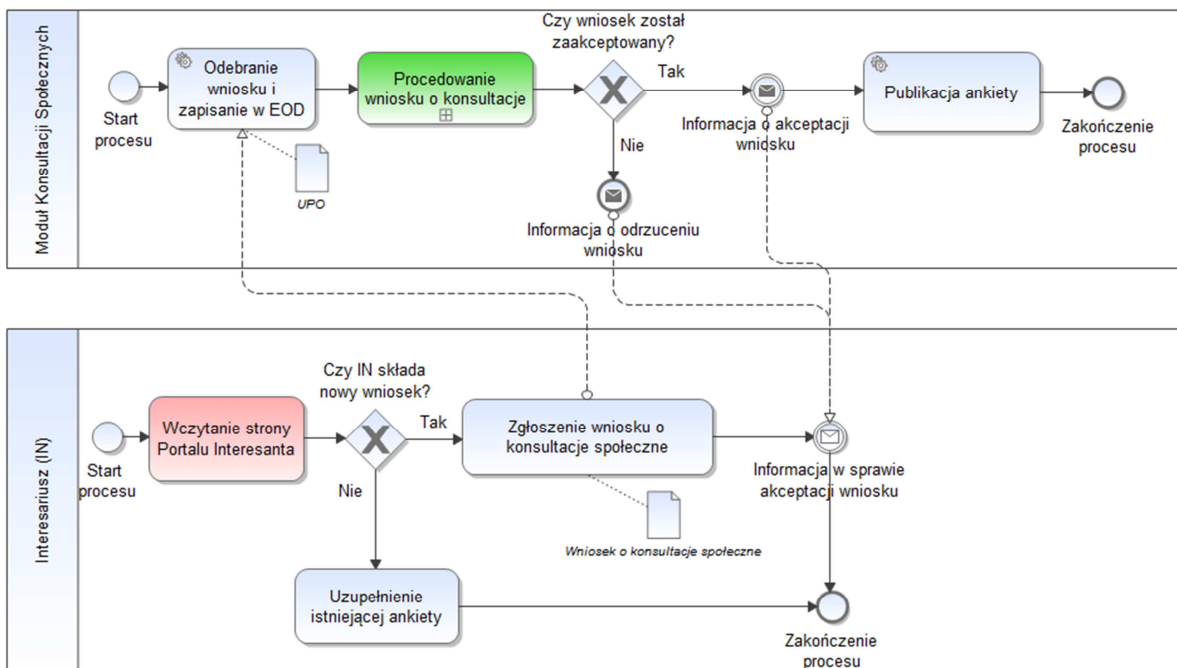 Moduł Konsultacji Społecznych
Start
procesu
Odebranie
wniosku i
zapisanie w EOD
UPO
Procedowanie
wniosku o konsultacje
Czy wniosek został
zaakceptowany?
Tak
Nie
Informacja o akceptacji
wniosku
Informacja o odrzuceniu
wniosku
Publikacja ankiety
Zakończenie
procesu
Interesariusz (IN)
Start
procesu
Wczytanie strony
Portalu Interesanta
Czy IN składa
nowy wniosek?
Tak
Nie
Zgłoszenie wniosku o
konsultacje społeczne
Wniosek o konsultacje społeczne
Informacja w sprawie
akceptacji wniosku
Uzupełnienie
istniejącej ankiety
Zakończenie
procesu